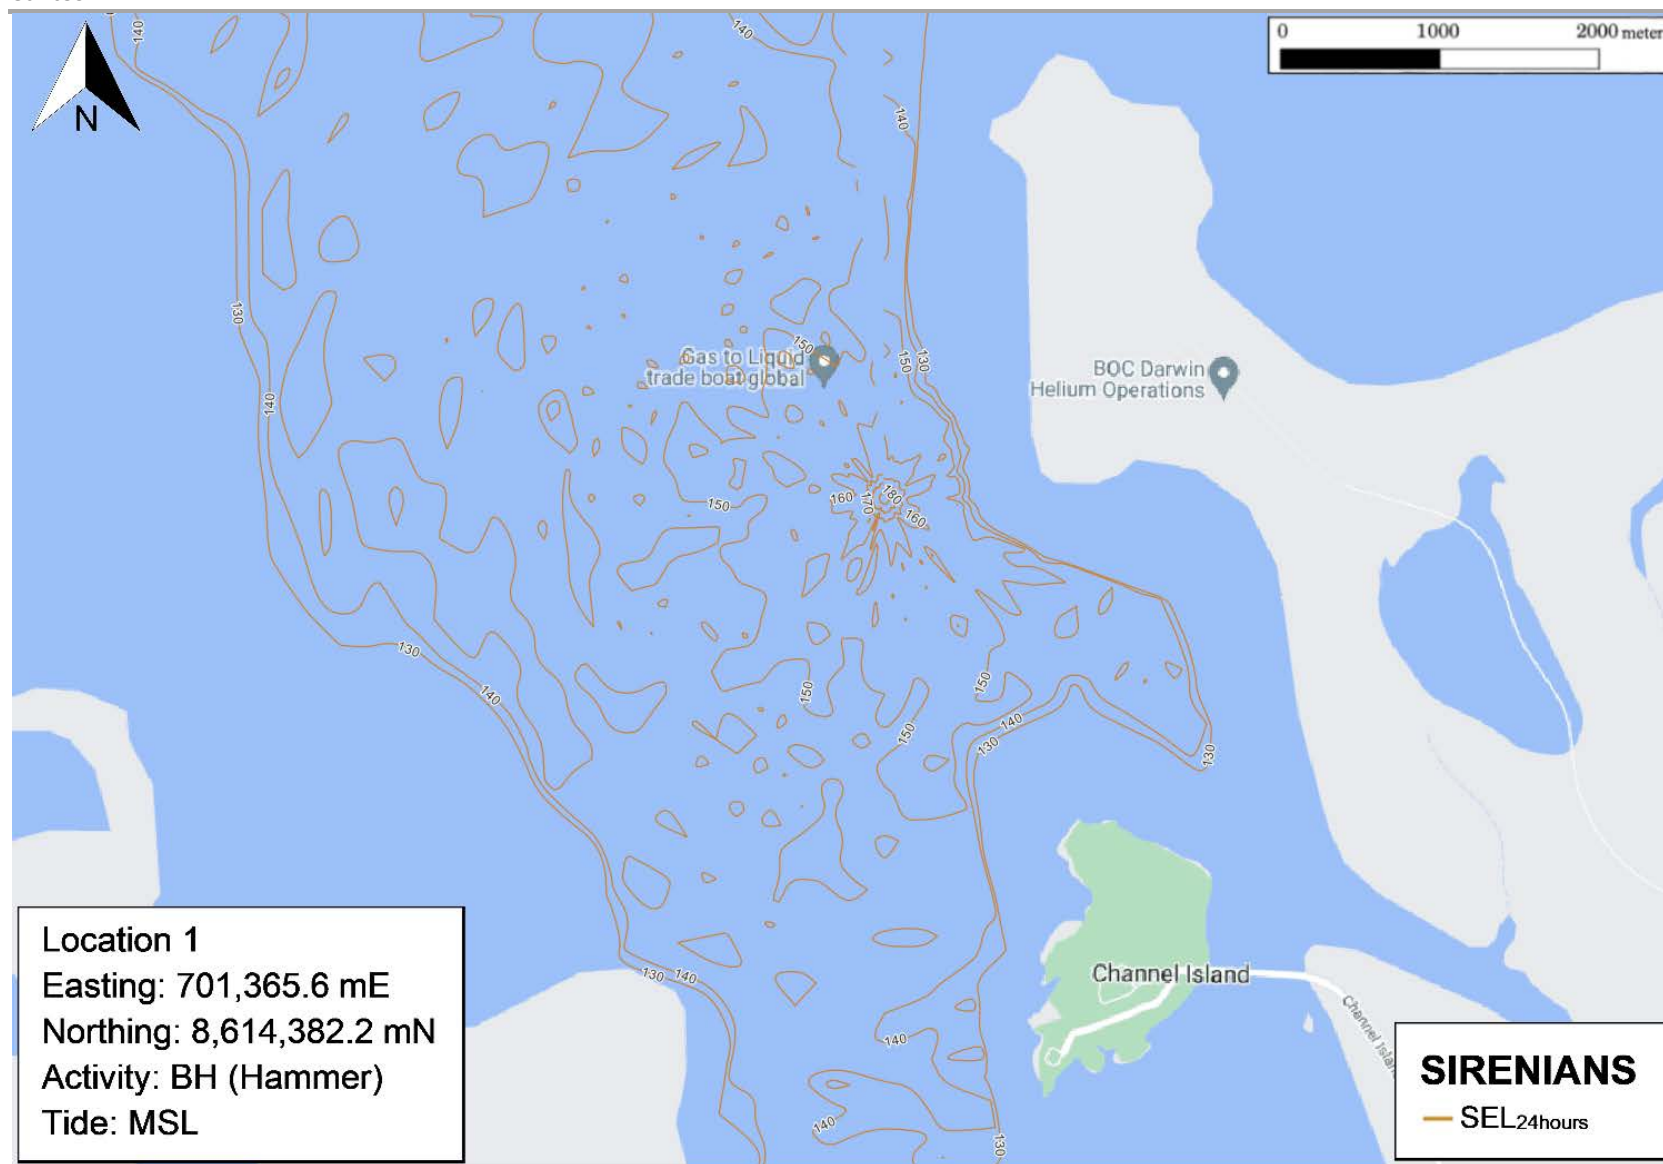 140
140
0 1000 2000 meter
N
140
130
150
Gas to Liquid
trade boat global
150
130
BOC Darwin
Helium Operations
140
150
160
170
180
160
130
140
150
150
150
140
130
130
130
140
140
140
130
Channel Island
Channel Islan
Location 1
Easting: 701,365.6 mE
Northing: 8,614,382.2 mN
Activity: BH (Hammer)
Tide: MSL
SIRENIANS
SEL24hours